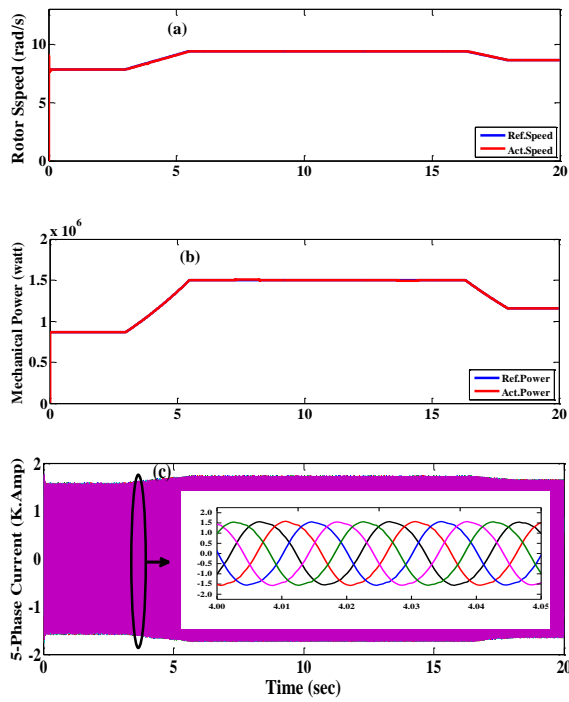 (a)
Rotor Sspeed (rad/s)
10
5
0
0 5 10 15 20
Ref.Speed
Act.Speed
x 10^6
(b)
Mechanical Power (watt)
2
1.5
1
0.5
0
0 5 10 15 20
Ref.Power
Act.Power
(c)
5-Phase Current (K.Amp)
2
1
0
-1
-2
2.0
1.5
1.0
0.5
0.0
-0.5
-1.0
-1.5
-2.0
4.00 4.01 4.02 4.03 4.04 4.05
0 5 10 15 20
Time (sec)